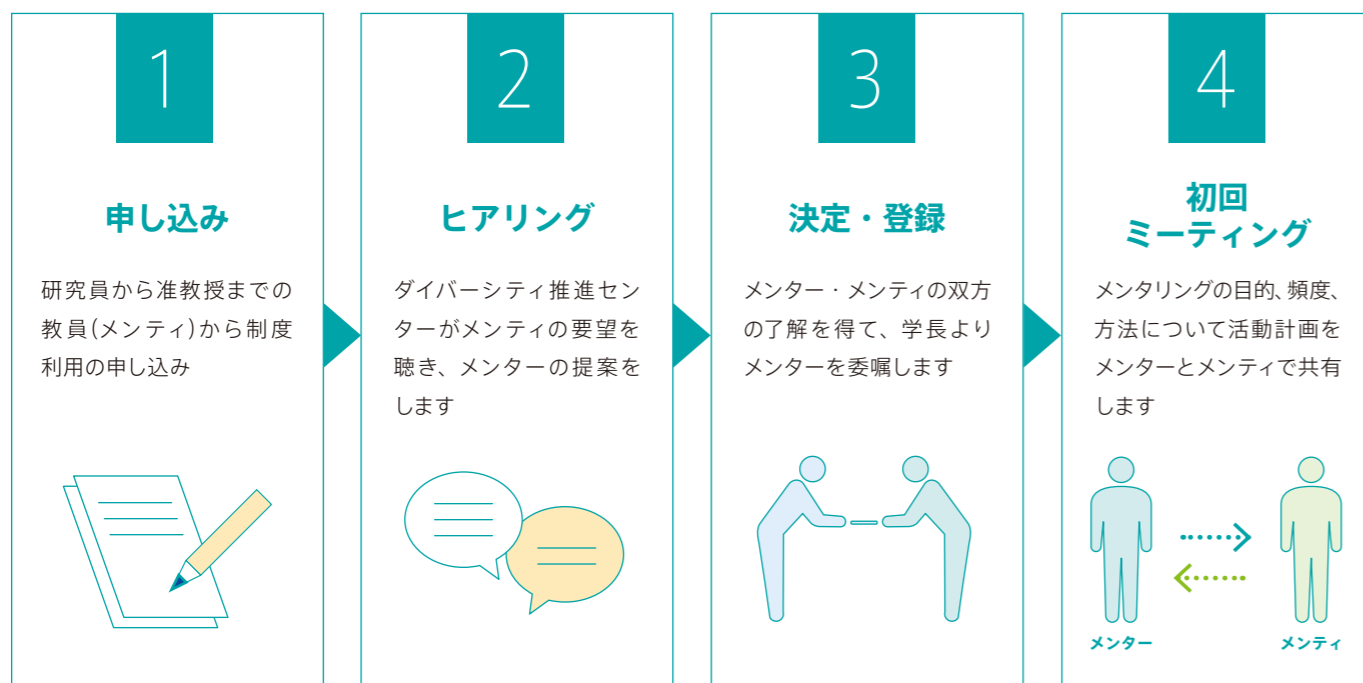 1
申し込み
研究員から准教授までの
教員(メンティ)から制度
利用の申し込み
2
ヒアリング
ダイバーシティ推進セン
ターがメンティの要望を
聴き、メンターの提案を
します
3
決定・登録
メンター・メンティの双方
の了解を得て、学長より
メンターを委嘱します
4
初回
ミーティング
メンタリングの目的、頻度、
方法について活動計画を
メンターとメンティで共有
します
メンター
メンティ